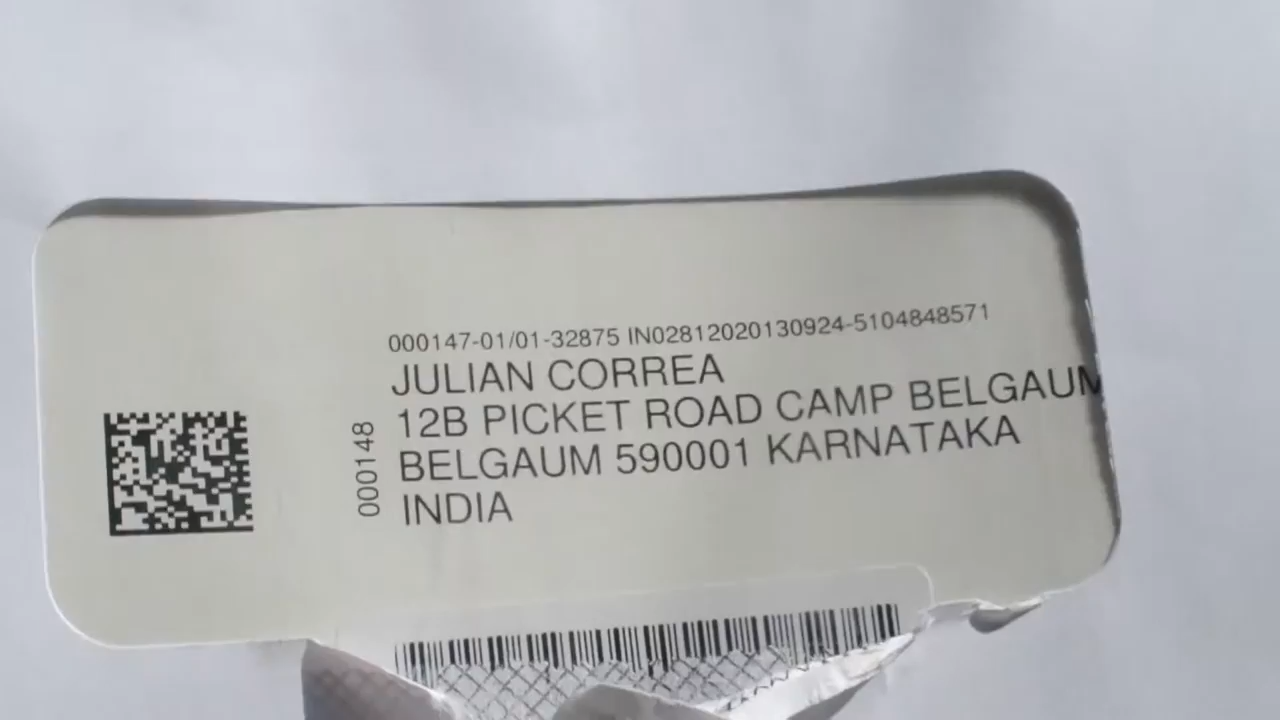 000147-01/01-32875 IN02812020130924-5104848571
JULIAN CORREA
12B PICKET ROAD CAMP BELGAUM
BELGAUM 590001 KARNATAKA
INDIA
000148